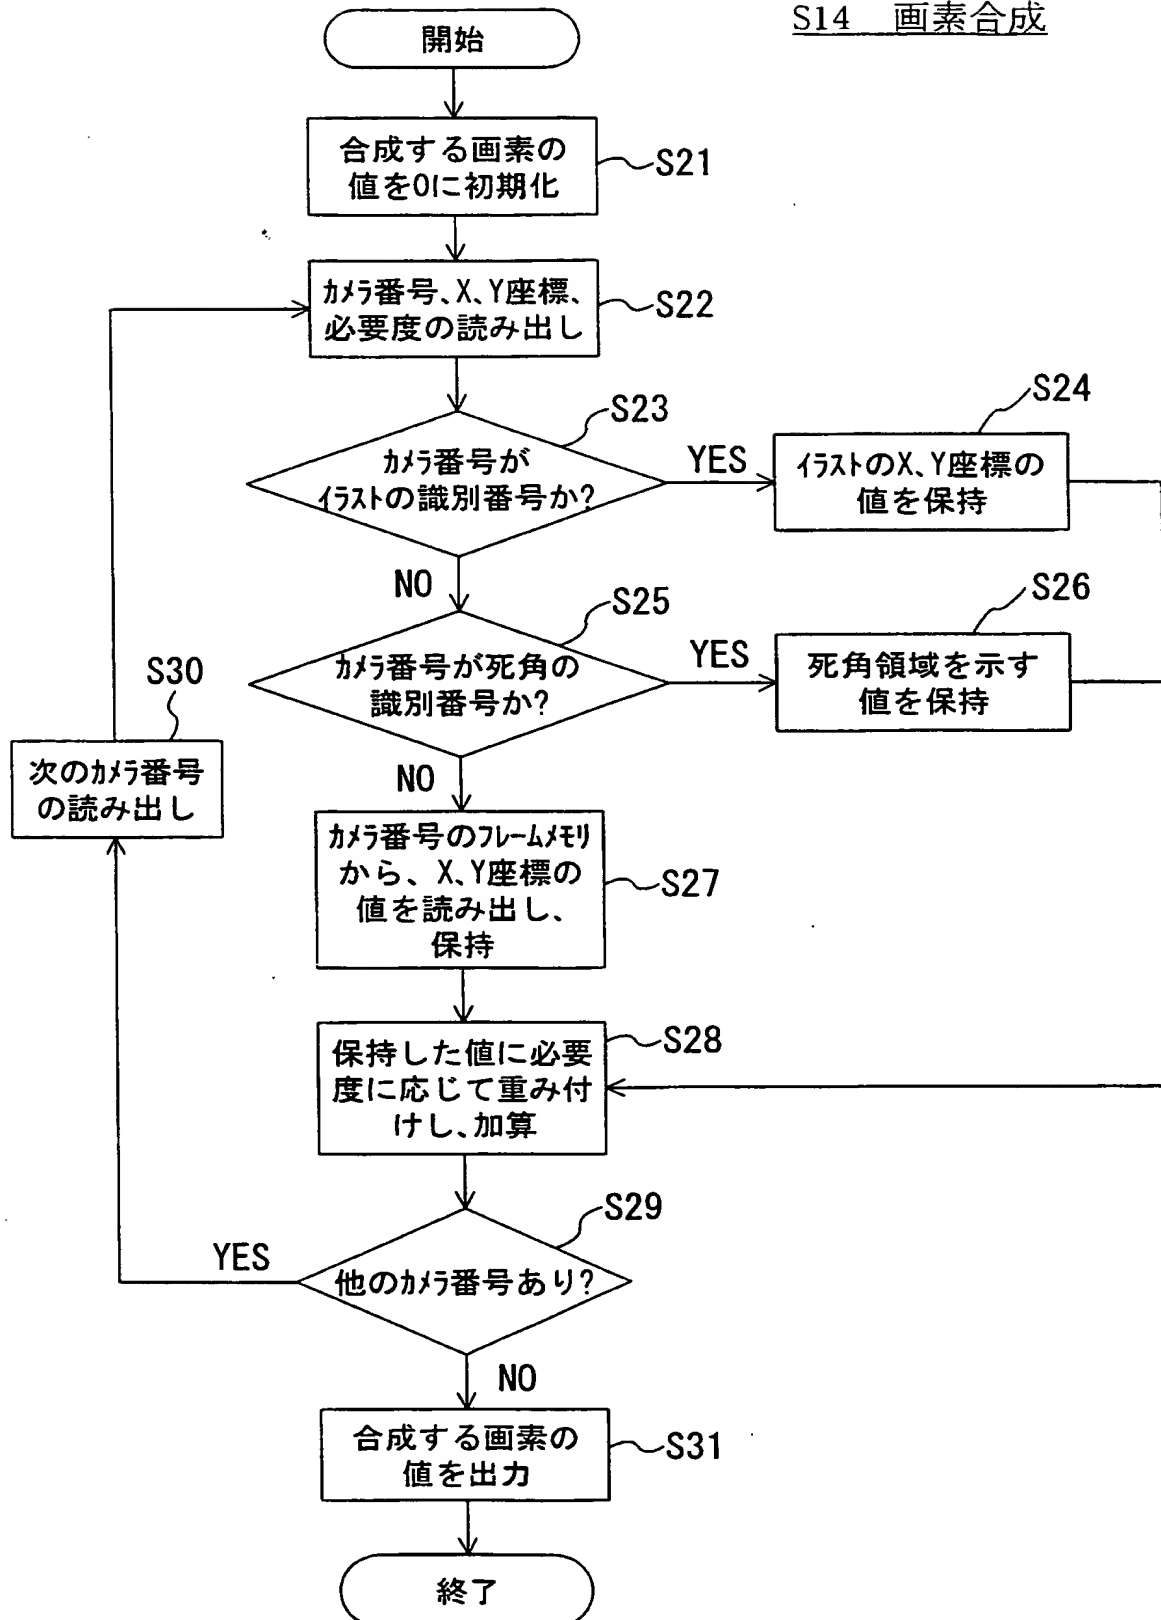 S14 画素合成
開始
合成する画素の
値を0に初期化
S21
カメラ番号、X、Y座標、
必要度の読み出し
S22
カメラ番号が
イラストの識別番号か?
S23
YES
NO
イラストのX、Y座標の
値を保持
S24
カメラ番号が死角の
識別番号か?
S25
YES
NO
死角領域を示す
値を保持
S26
S30
次のカメラ番号
の読み出し
カメラ番号のフレームメモリ
から、X、Y座標の
値を読み出し、
保持
S27
保持した値に必要
度に応じて重み付
けし、加算
S28
他のカメラ番号あり?
S29
YES
NO
合成する画素の
値を出力
S31
終了